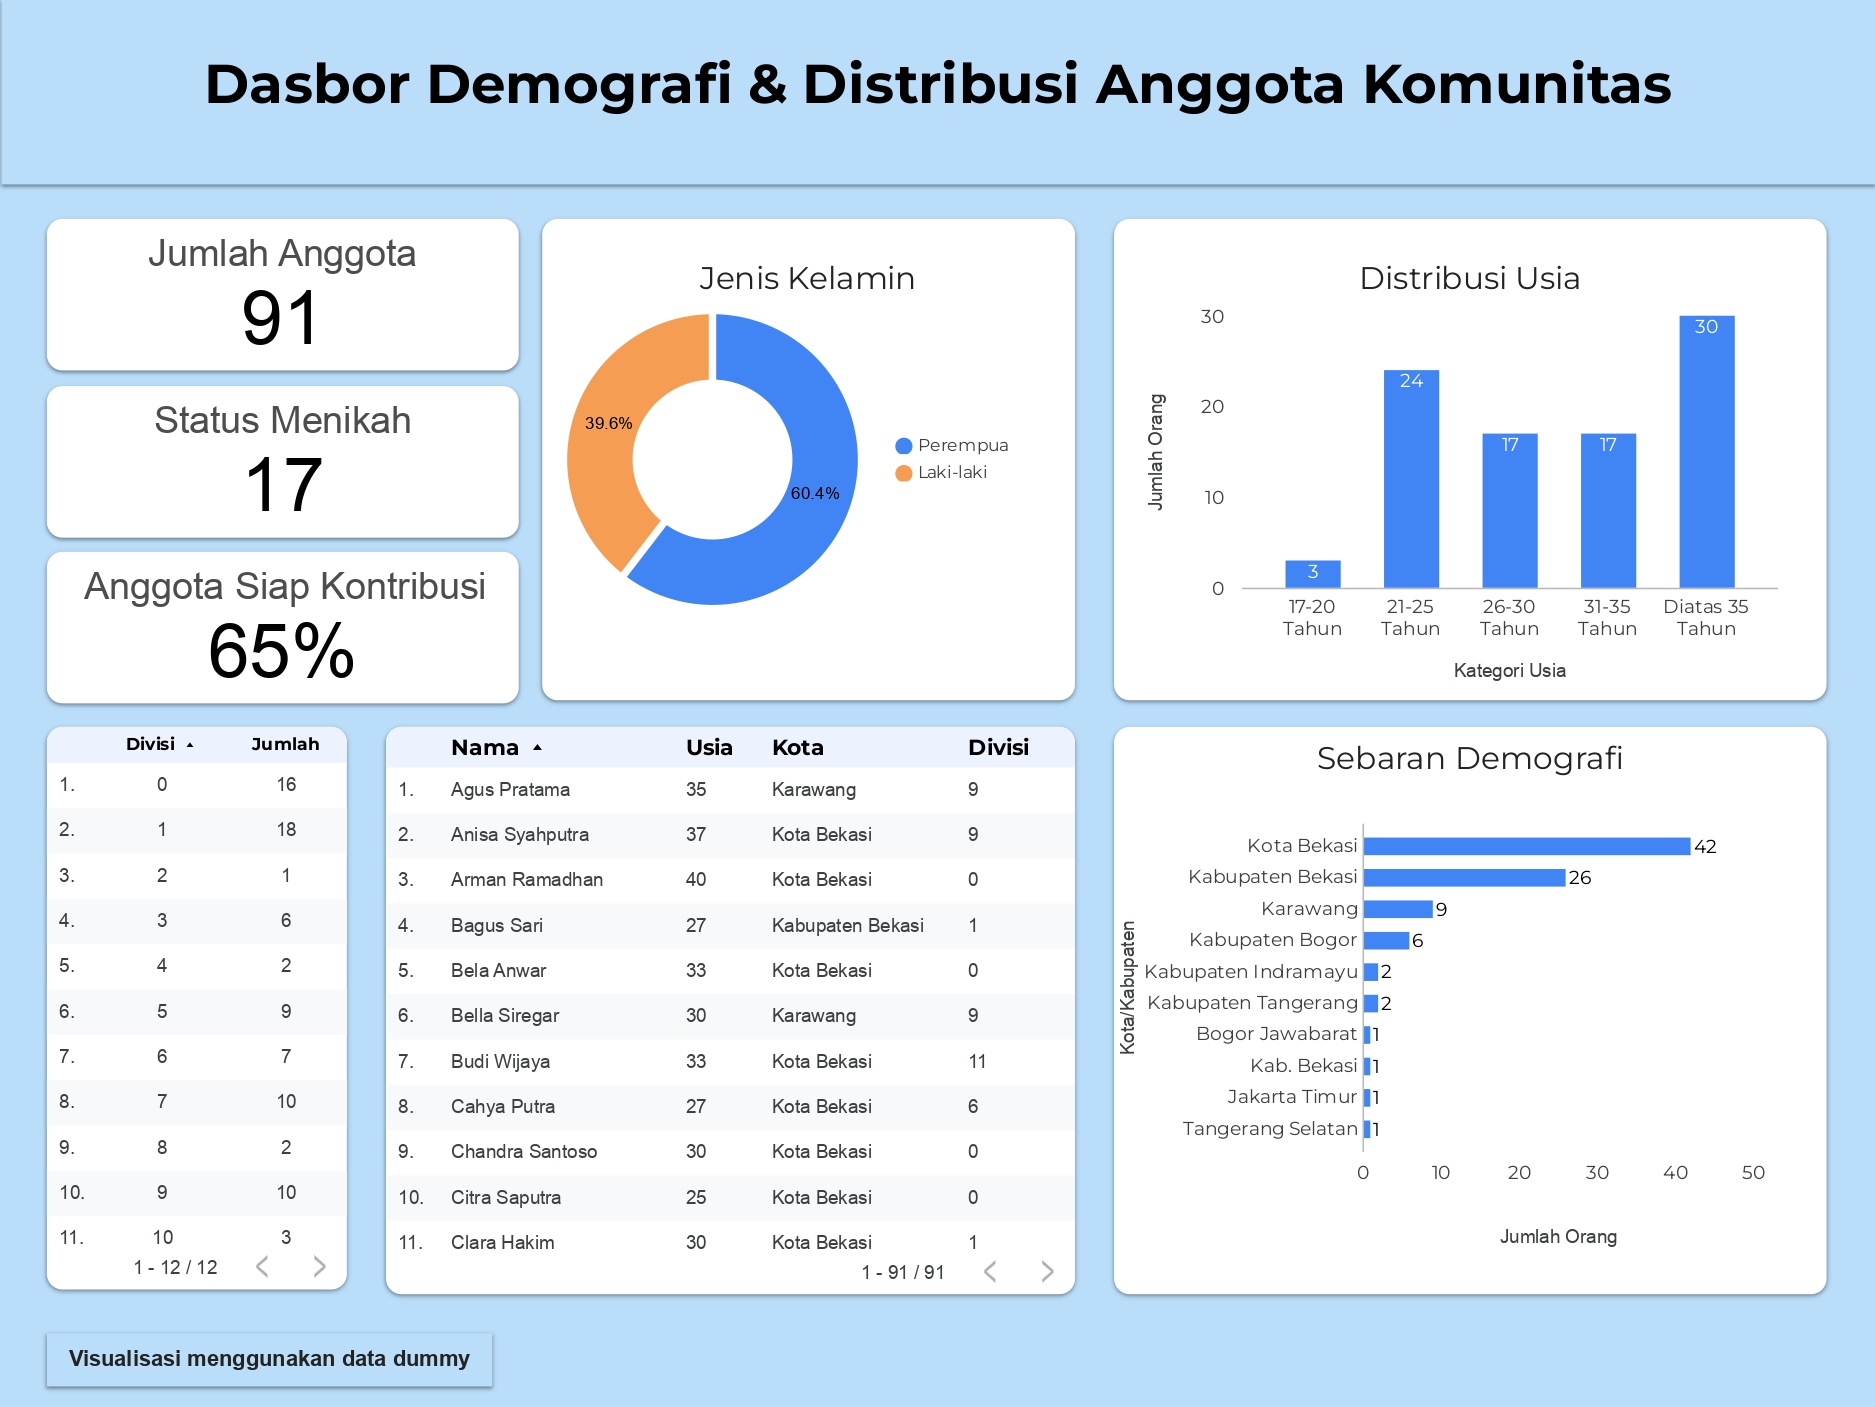 Dasbor Demografi & Distribusi Anggota Komunitas
Jumlah Anggota
91
Status Menikah
17
Anggota Siap Kontribusi
65%
Jenis Kelamin
39.6%
60.4%
Perempua
Laki-laki
Distribusi Usia
Jumlah Orang
30
20
10
0
3
24
17
17
30
17-20 Tahun
21-25 Tahun
26-30 Tahun
31-35 Tahun
Diatas 35 Tahun
Kategori Usia
Divisi Jumlah
1. 0 16
2. 1 18
3. 2 1
4. 3 6
5. 4 2
6. 5 9
7. 6 7
8. 7 10
9. 8 2
10. 9 10
11. 10 3
1 - 12 / 12
Nama Usia Kota Divisi
1. Agus Pratama 35 Karawang 9
2. Anisa Syahputra 37 Kota Bekasi 9
3. Arman Ramadhan 40 Kota Bekasi 0
4. Bagus Sari 27 Kabupaten Bekasi 1
5. Bela Anwar 33 Kota Bekasi 0
6. Bella Siregar 30 Karawang 9
7. Budi Wijaya 33 Kota Bekasi 11
8. Cahya Putra 27 Kota Bekasi 6
9. Chandra Santoso 30 Kota Bekasi 0
10. Citra Saputra 25 Kota Bekasi 0
11. Clara Hakim 30 Kota Bekasi 1
1 - 91 / 91
Sebaran Demografi
Kota/Kabupaten
Kota Bekasi 42
Kabupaten Bekasi 26
Karawang 9
Kabupaten Bogor 6
Kabupaten Indramayu 2
Kabupaten Tangerang 2
Bogor Jawabarat 1
Kab. Bekasi 1
Jakarta Timur 1
Tangerang Selatan 1
0 10 20 30 40 50
Jumlah Orang
Visualisasi menggunakan data dummy